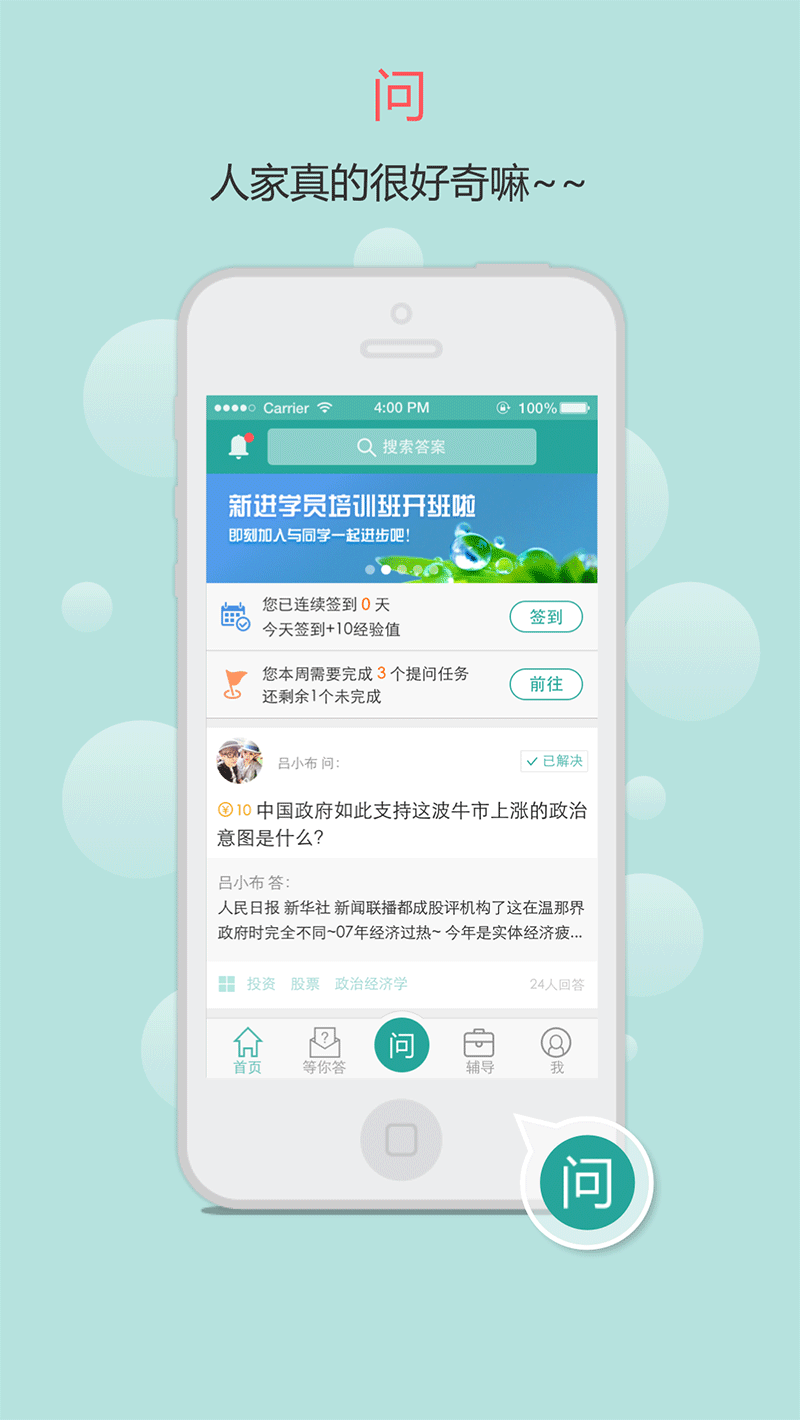 问
人家真的很好奇嘛~~
Carrier 4:00 PM 100%
搜索答案
新进学员培训班开班啦
即刻加入与同学一起进步吧!
您已连续签到 0 天
今天签到+10经验值
签到
您本周需要完成 3 个提问任务
还剩余1个未完成
前往
吕小布 问:
已解决
¥10 中国政府如此支持这波牛市上涨的政治
意图是什么?
吕小布 答:
人民日报 新华社 新闻联播都成股评机构了这在温那界
政府时完全不同~07年经济过热~ 今年是实体经济疲...
投资 股票 政治经济学 24人回答
首页 等你答 问 辅导 我
问